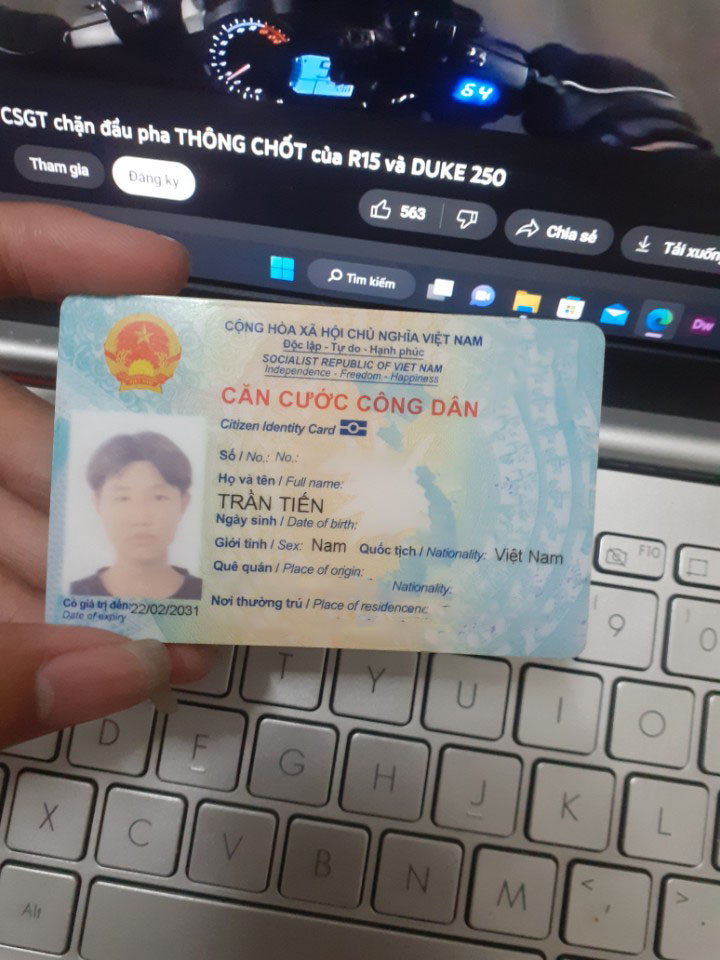 64
CSGT chặn đầu pha THÔNG CHỐT của R15 và DUKE 250
Tham gia
Đăng ký
563
Chia sẻ
Tải xuống
Tìm kiếm
Dw
CỘNG HÒA XÃ HỘI CHỦ NGHĨA VIỆT NAM
Độc lập - Tự do - Hạnh phúc
SOCIALIST REPUBLIC OF VIET NAM
Independence - Freedom - Happiness
CĂN CƯỚC CÔNG DÂN
Citizen Identity Card
Số / No.: No.:
Họ và tên / Full name:
TRẦN TIẾN
Ngày sinh / Date of birth:
Giới tính / Sex: Nam Quốc tịch / Nationality: Việt Nam
Quê quán / Place of origin:
Nationality:
Nơi thường trú / Place of residencenc
Có giá trị đến: 22/02/2031
Date of expiry
F10
9 0
T Y U I O
D F G H J K L
X C V B N M < ,
> .
Alt